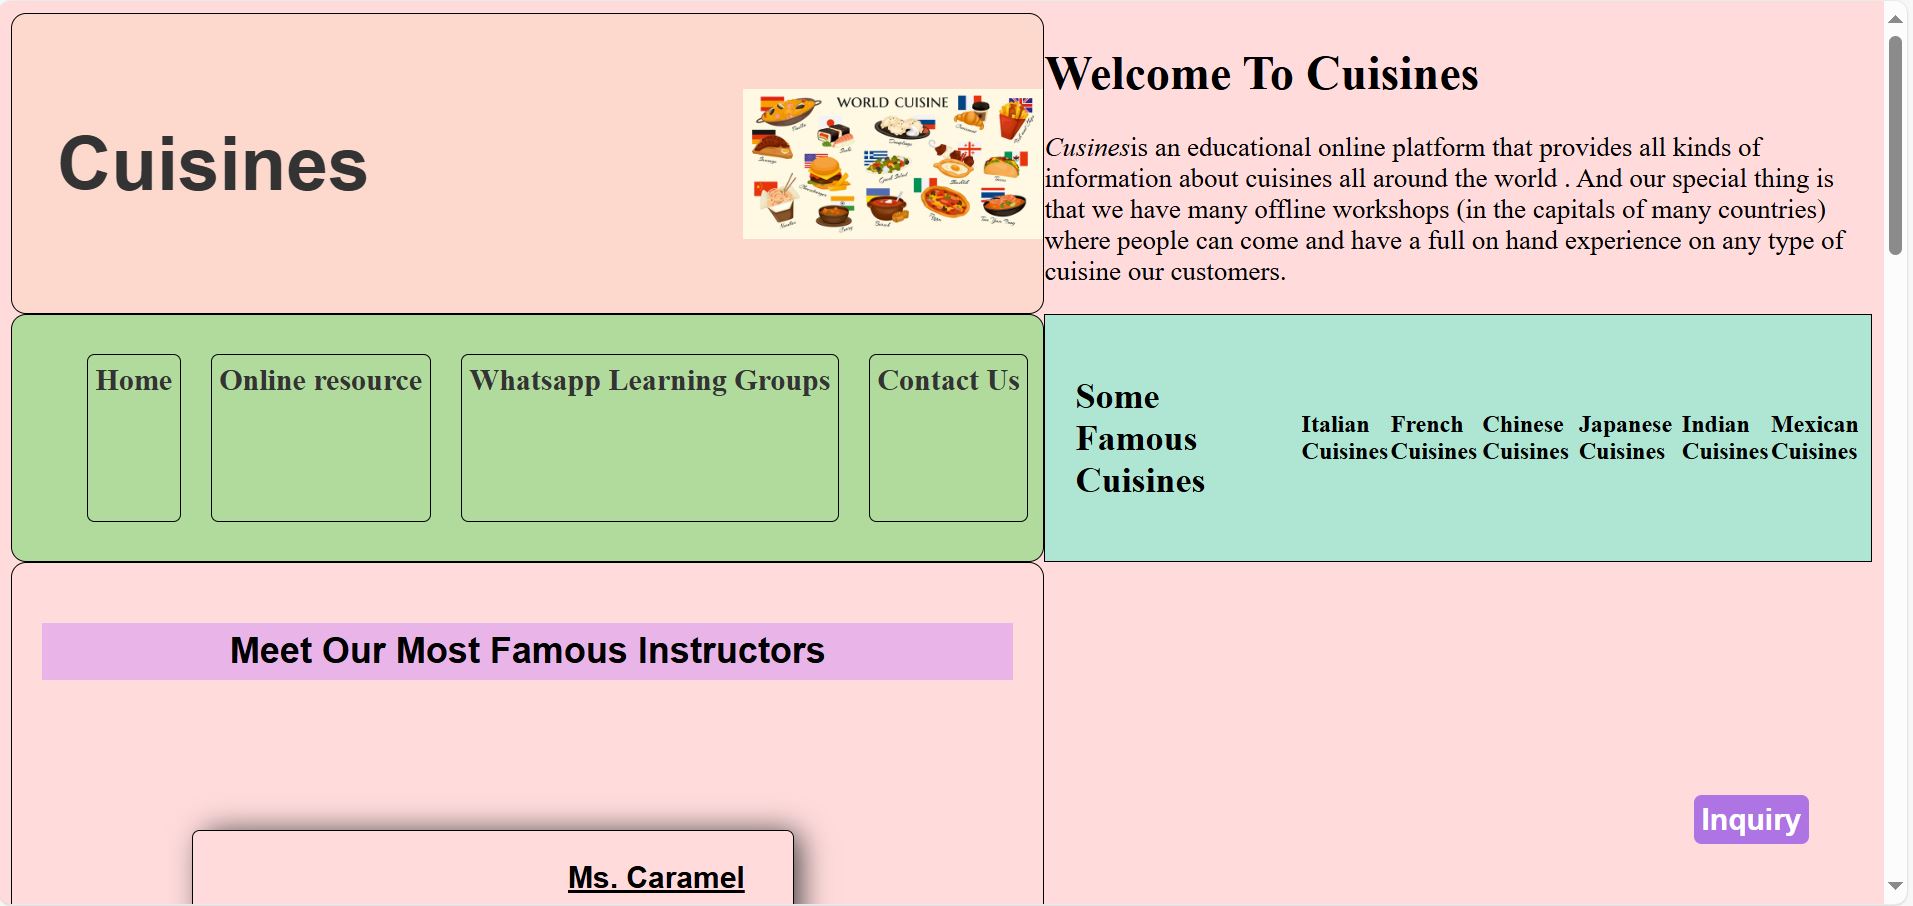 Cuisines
WORLD CUISINE
Welcome To Cuisines
Cusinesis an educational online platform that provides all kinds of
information about cuisines all around the world . And our special thing is
that we have many offline workshops (in the capitals of many countries)
where people can come and have a full on hand experience on any type of
cuisine our customers.
Home
Online resource
Whatsapp Learning Groups
Contact Us
Some
Famous
Cuisines
Italian
Cuisines
French
Cuisines
Chinese
Cuisines
Japanese
Cuisines
Indian
Cuisines
Mexican
Cuisines
Meet Our Most Famous Instructors
Inquiry
Ms. Caramel